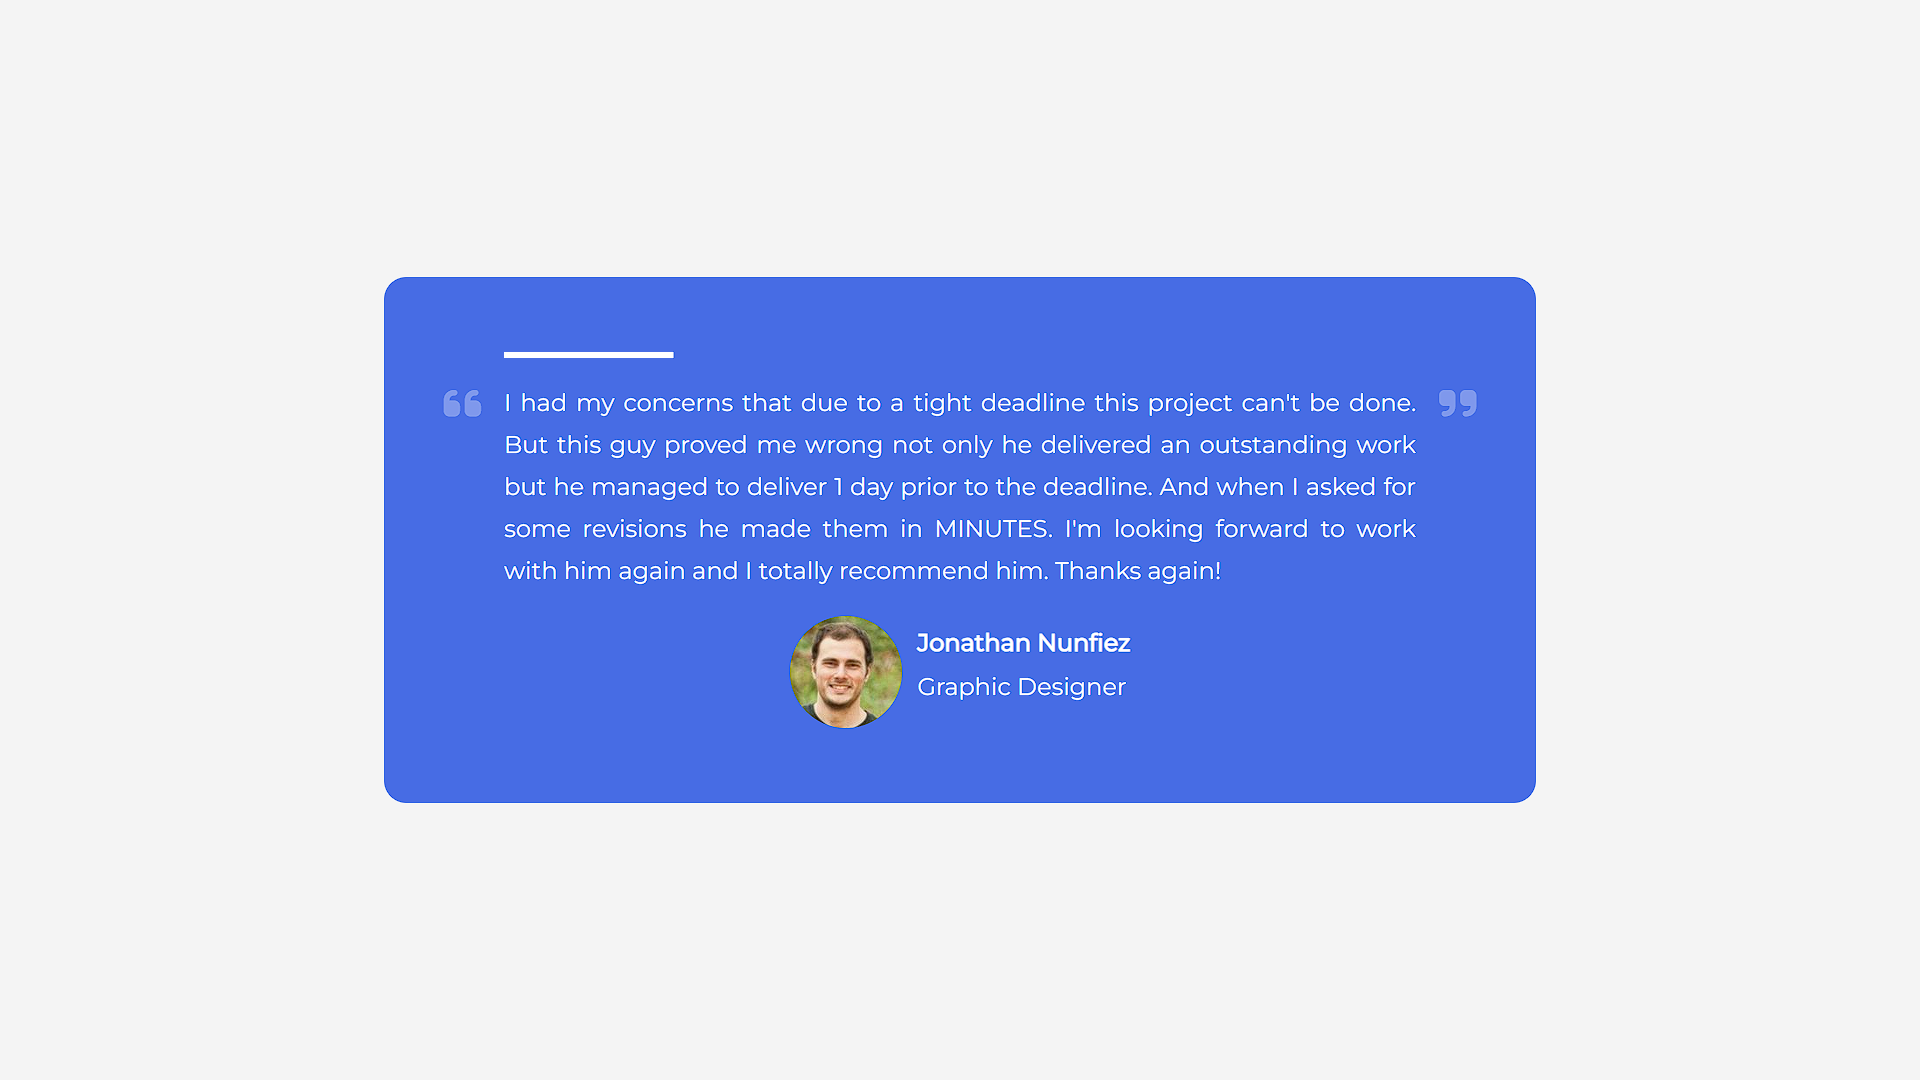 I had my concerns that due to a tight deadline this project can't be done.
But this guy proved me wrong not only he delivered an outstanding work
but he managed to deliver 1 day prior to the deadline. And when I asked for
some revisions he made them in MINUTES. I'm looking forward to work
with him again and I totally recommend him. Thanks again!
Jonathan Nunfiez
Graphic Designer